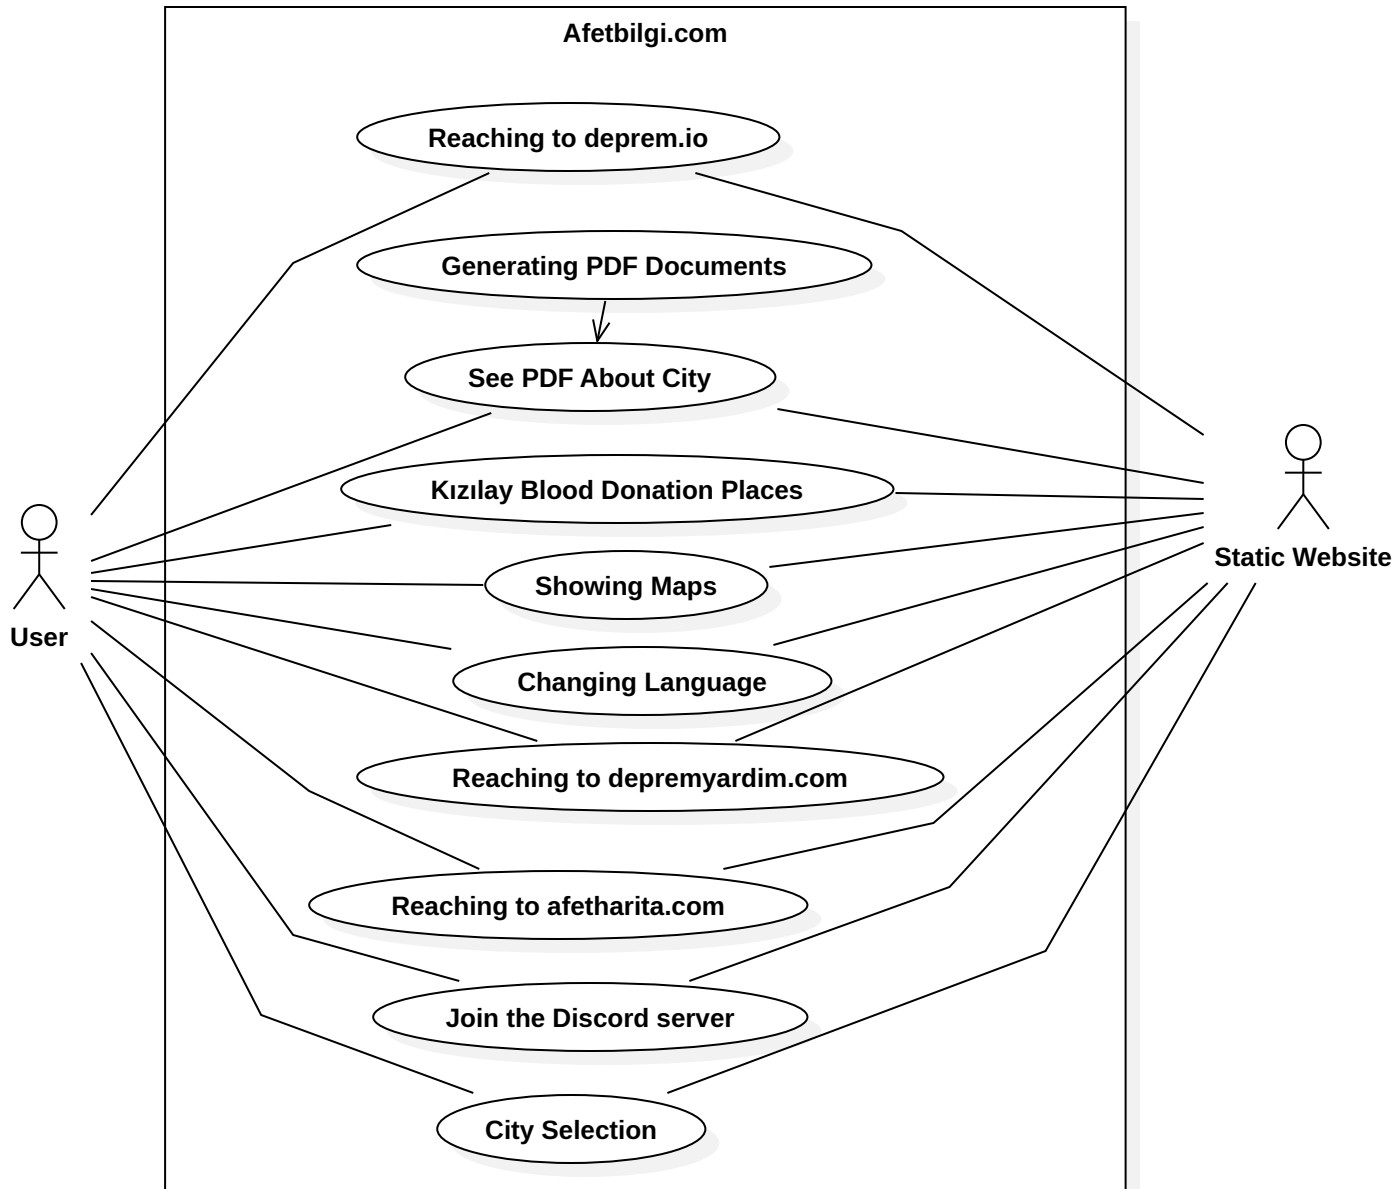 Afetbilgi.com
Reaching to deprem.io
Generating PDF Documents
See PDF About City
Kızılay Blood Donation Places
Showing Maps
Changing Language
Reaching to depremyardim.com
Reaching to afetharita.com
Join the Discord server
City Selection
User
Static Website